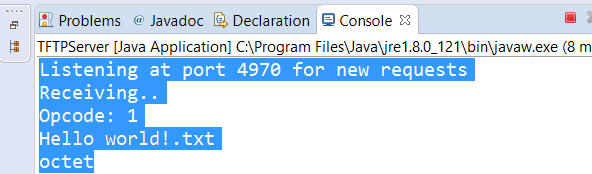 Problems @ Javadoc Declaration Console
TFTPServer [Java Application] C:\Program Files\Java\jre1.8.0_121\bin\javaw.exe (8 m
Listening at port 4970 for new requests
Receiving..
Opcode: 1
Hello world!.txt
octet